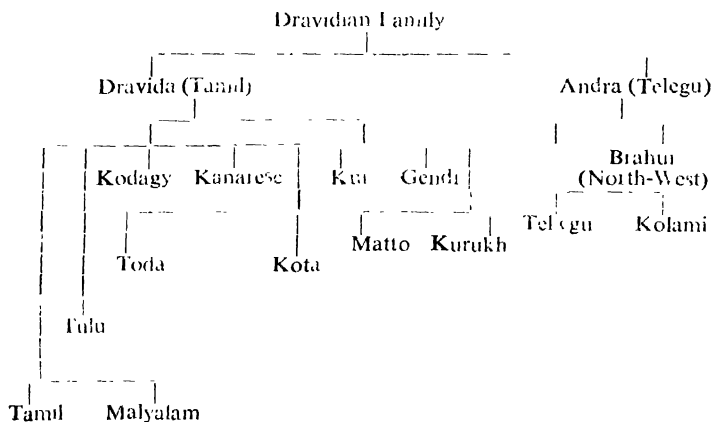 Dravidian Family
Dravida (Tamil) Andra (Telegu)
Brahui
Kodagy Kanarese Kui Gendi (North-West)
Telegu Kolami
Matto Kurukh
Toda Kota
Tulu
Tamil Malyalam